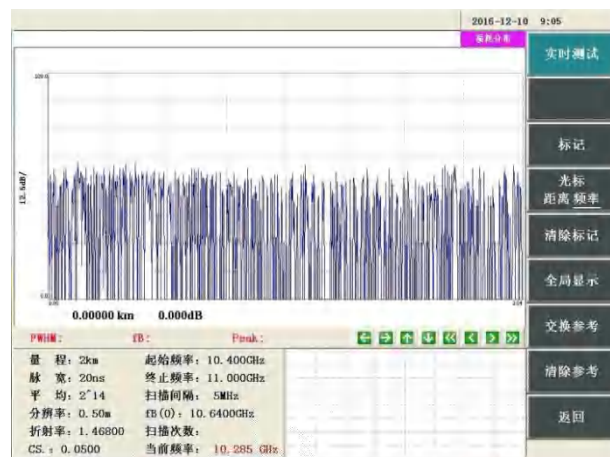 2016-12-10 9:05
损耗分布
实时测试
标记
光标
距离 频率
清除标记
全局显示
交换参考
清除参考
返回
12.5dB/
0.00000 km 0.000dB
FWHM: fB: Peak:
量 程: 2km 起始频率: 10.400GHz
脉 宽: 20ns 终止频率: 11.000GHz
平 均: 2^14 扫描间隔: 5MHz
分辨率: 0.50m fB(0): 10.6400GHz
折射率: 1.46800 扫描次数:
CS.: 0.0500 当前频率: 10.285 GHz